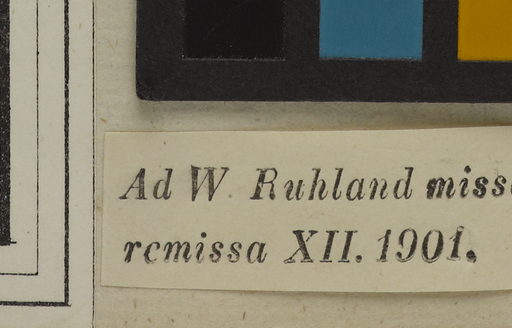 Ad W. Ruhland miss
remissa XII. 1901.